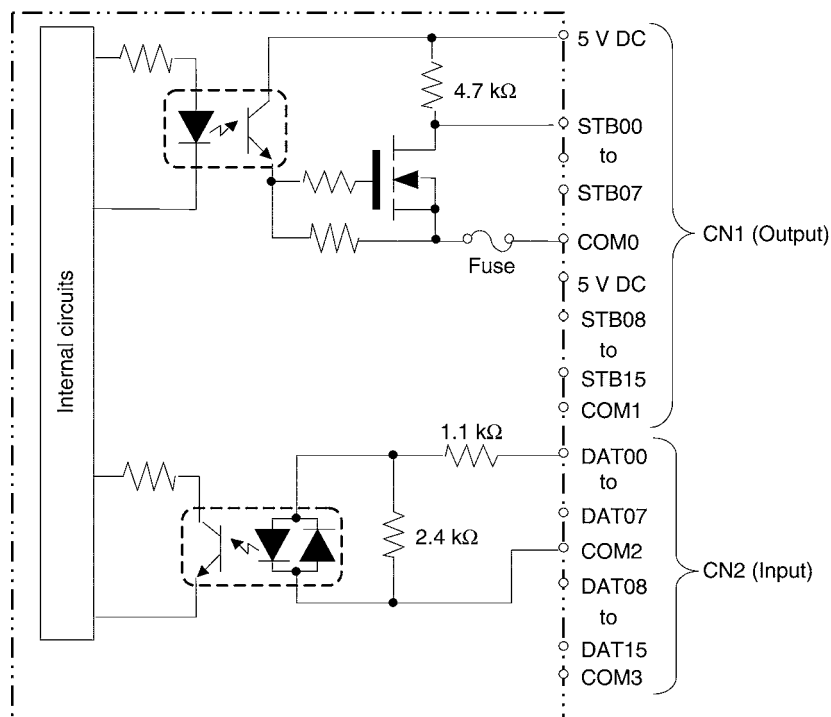 5 V DC
4.7 kΩ
STB00
to
STB07
CN1 (Output)
COM0
Fuse
5 V DC
Internal circuits
STB08
to
STB15
COM1
1.1 kΩ
DAT00
to
DAT07
2.4 kΩ
COM2
CN2 (Input)
DAT08
to
DAT15
COM3